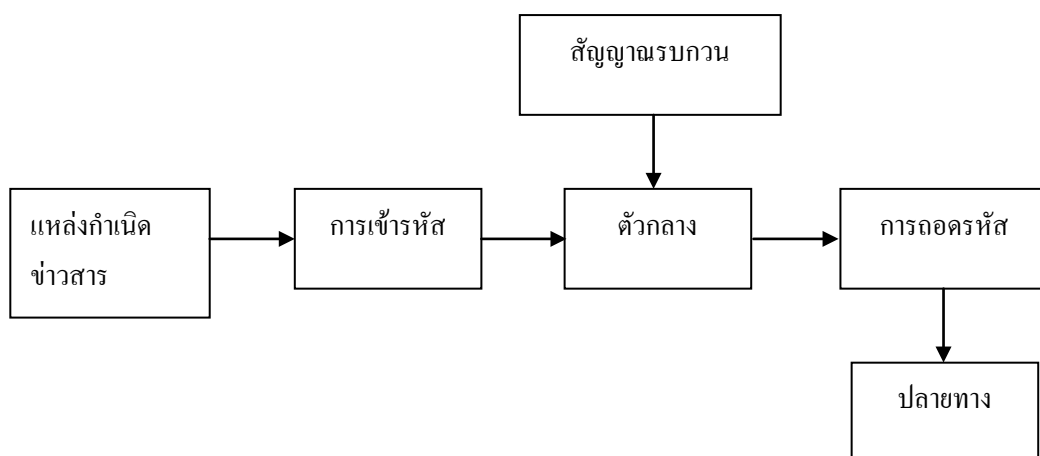 สัญญาณรบกวน
แหล่งกำเนิด
ข่าวสาร
การเข้ารหัส
ตัวกลาง
การถอดรหัส
ปลายทาง